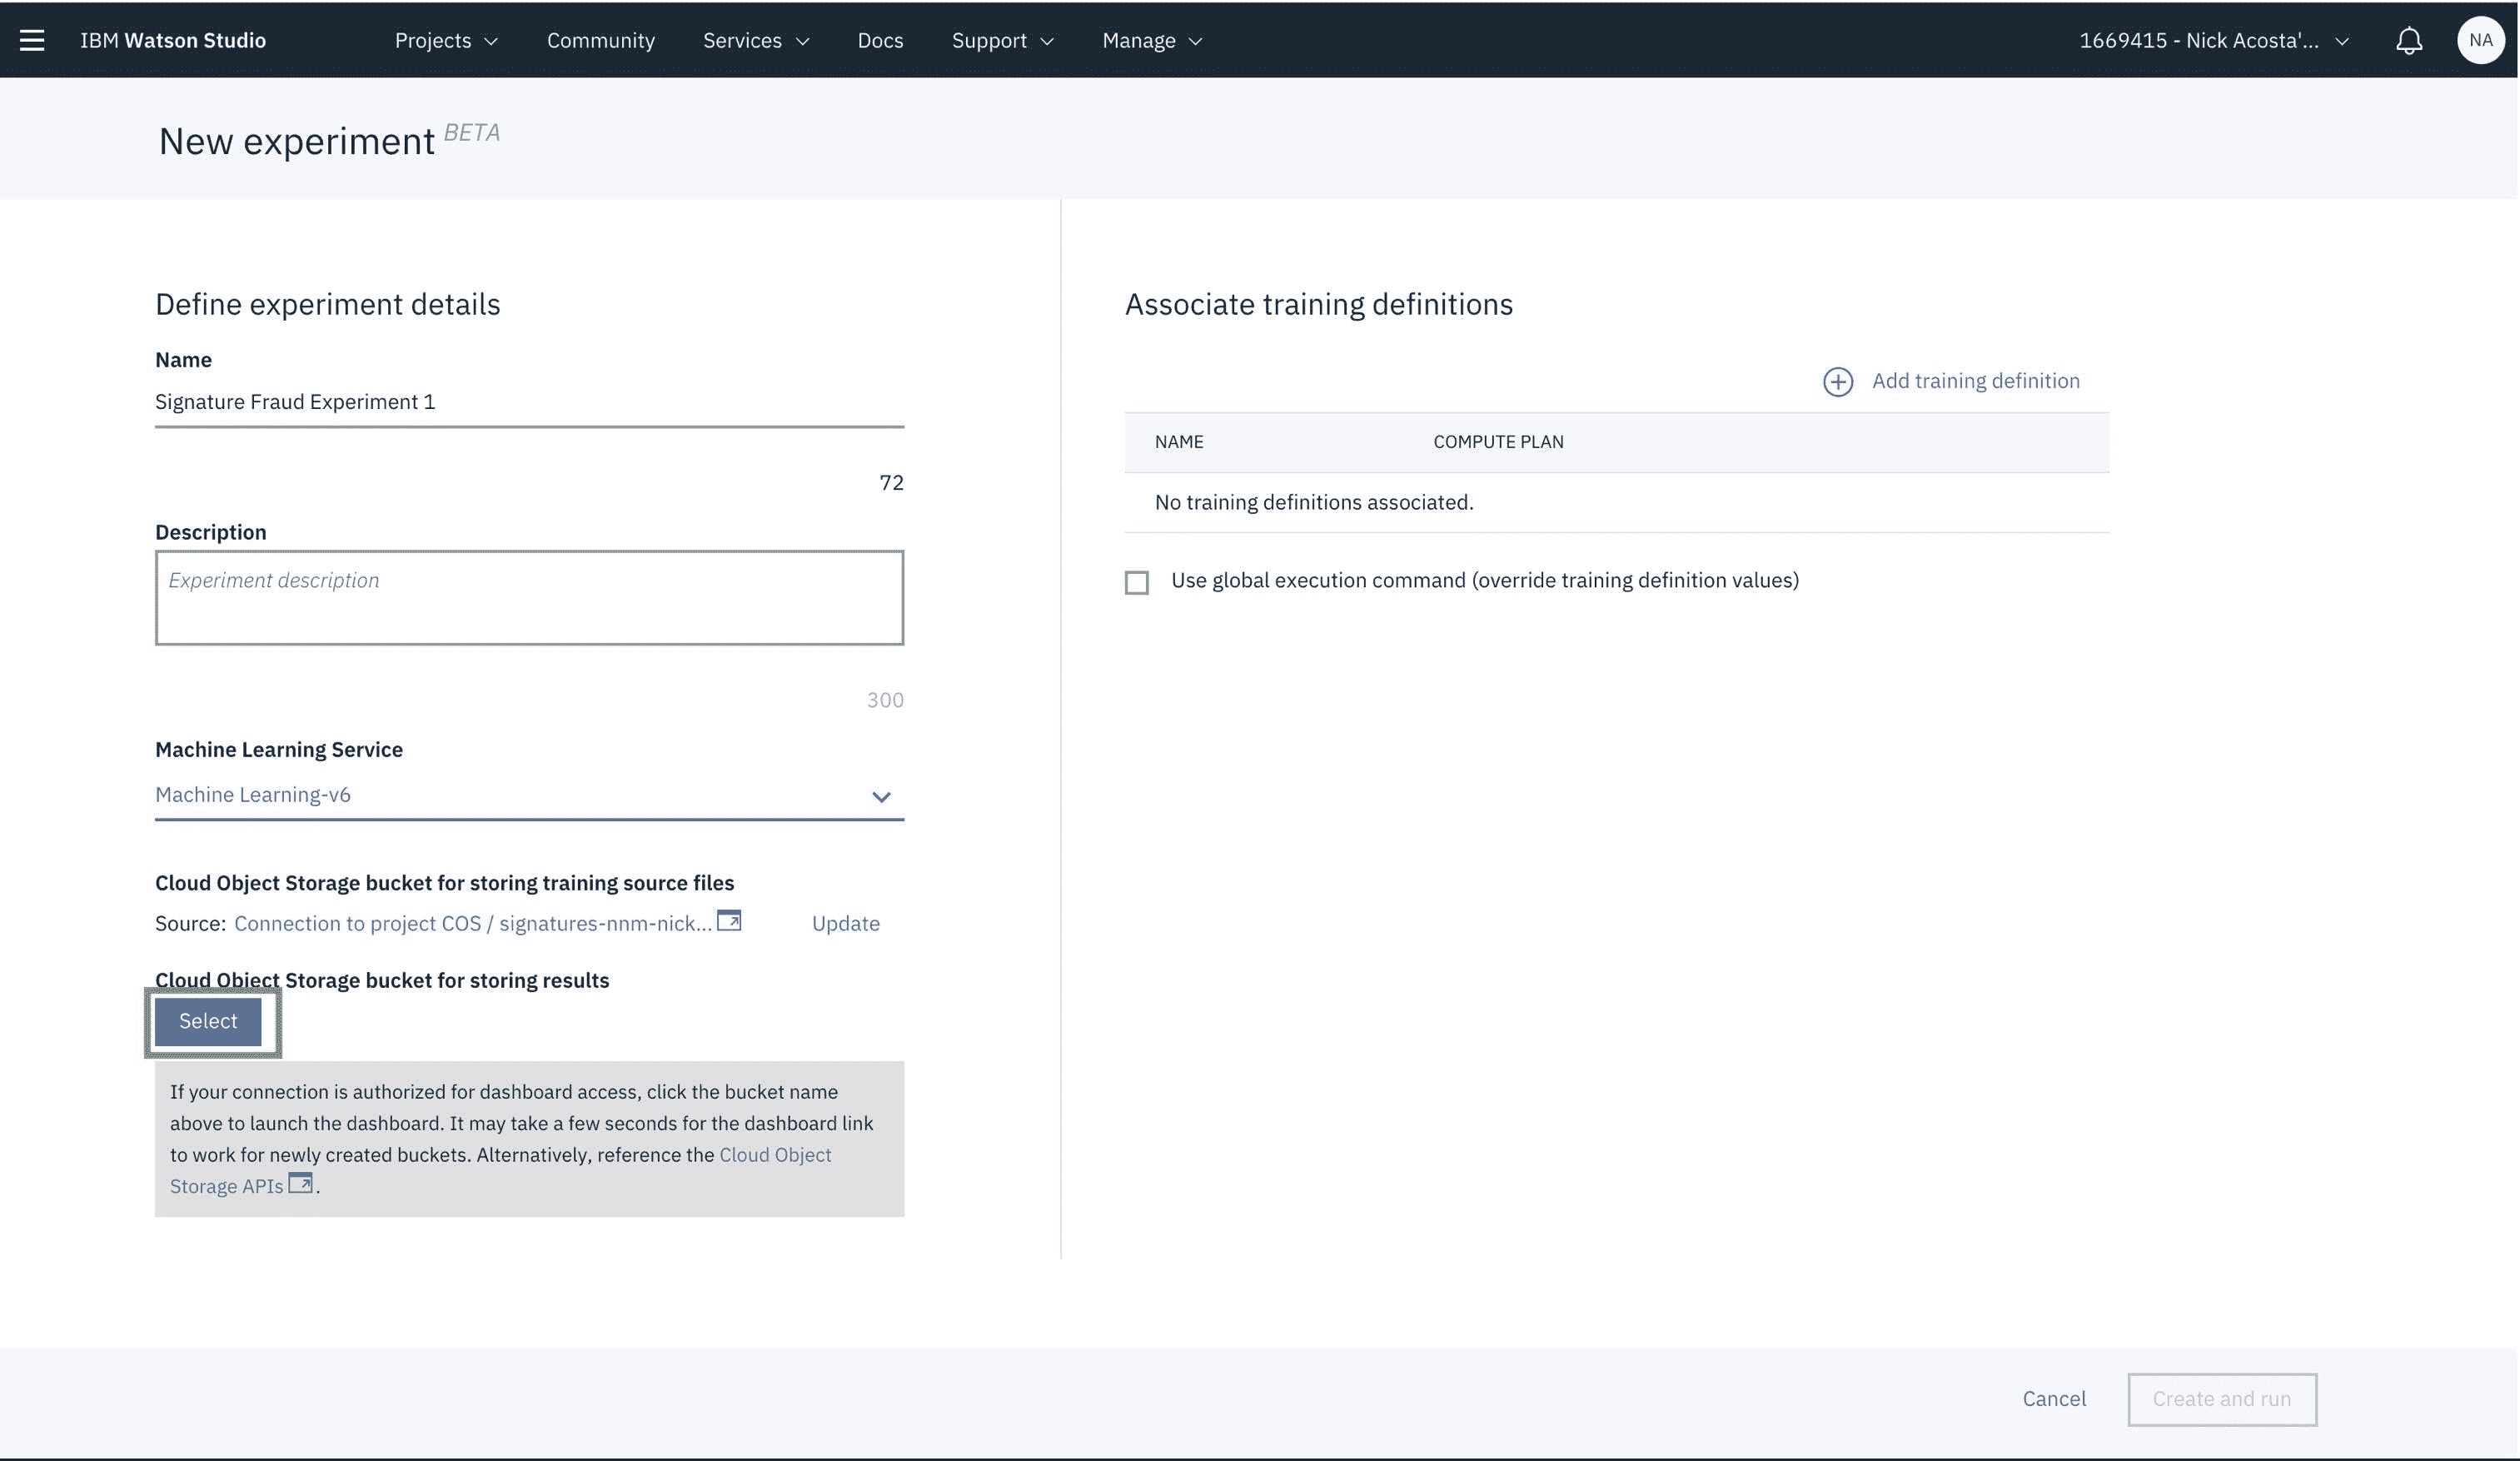 IBM Watson Studio Projects Community Services Docs Support Manage 1669415 - Nick Acosta'... NA
New experiment BETA
Define experiment details
Name
Signature Fraud Experiment 1
72
Description
Experiment description
300
Machine Learning Service
Machine Learning-v6
Cloud Object Storage bucket for storing training source files
Source: Connection to project COS / signatures-nnm-nick... Update
Cloud Object Storage bucket for storing results
Select
If your connection is authorized for dashboard access, click the bucket name
above to launch the dashboard. It may take a few seconds for the dashboard link
to work for newly created buckets. Alternatively, reference the Cloud Object
Storage APIs .
Associate training definitions
Add training definition
NAME COMPUTE PLAN
No training definitions associated.
Use global execution command (override training definition values)
Cancel Create and run